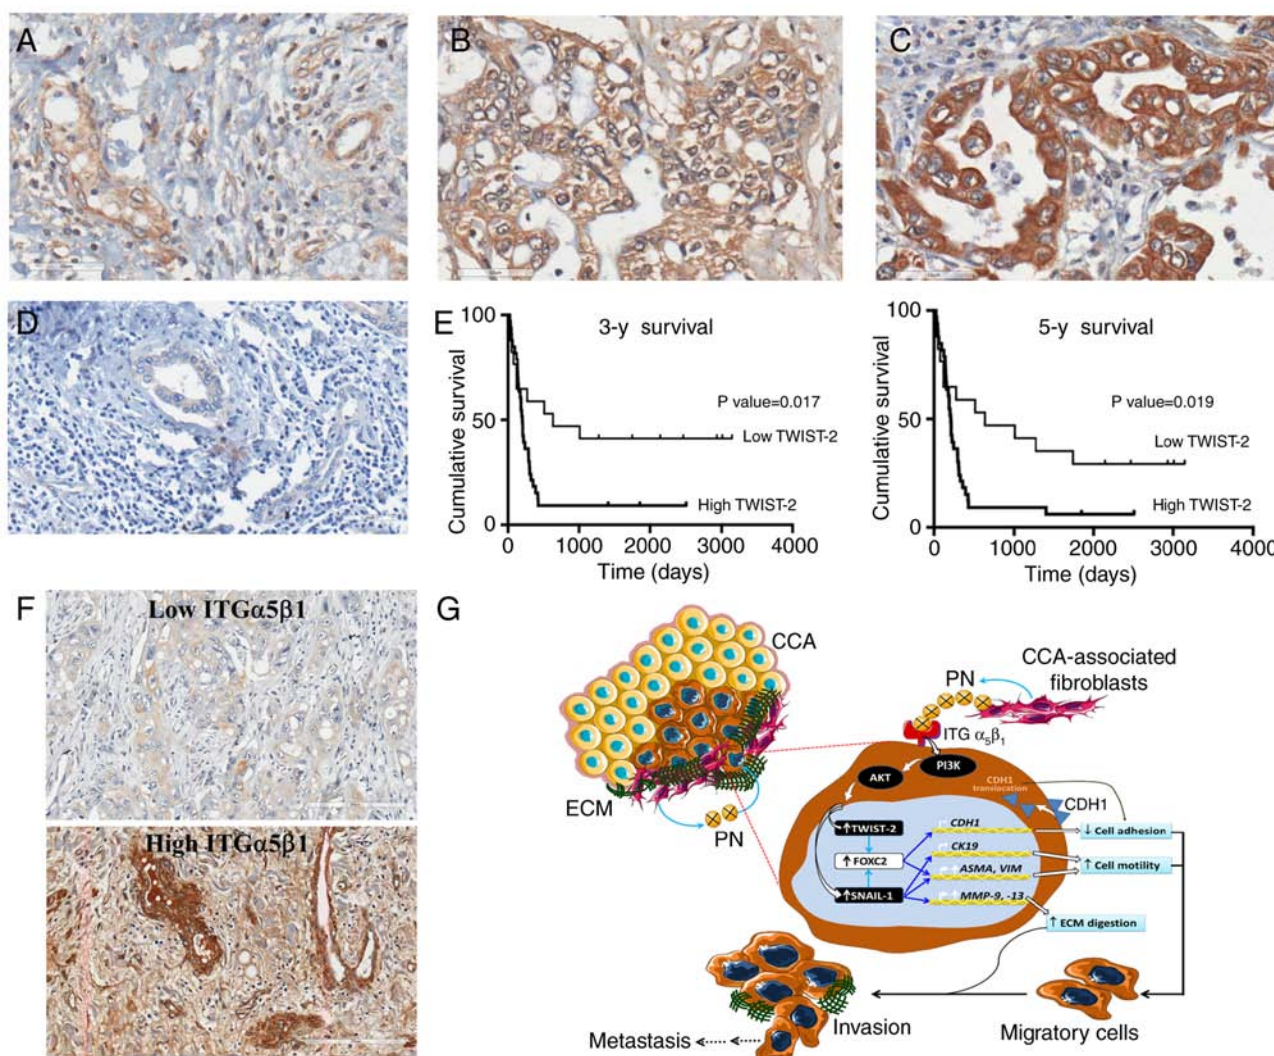 A
B
C
D
E
3-y survival
100
50
0
Cumulative survival
P value=0.017
Low TWIST-2
High TWIST-2
0 1000 2000 3000 4000
Time (days)
5-y survival
100
50
0
Cumulative survival
P value=0.019
Low TWIST-2
High TWIST-2
0 1000 2000 3000 4000
Time (days)
F
Low ITGα5β1
High ITGα5β1
G
CCA
ECM
PN
PN
CCA-associated
fibroblasts
ITG α5β1
PI3K
AKT
CDH1
translocation
CDH1
↑TWIST-2
↑ FOXC2
↑SNAIL-1
CDH1
CK19
ASMA, VIM
MMP-9, -13
↓ Cell adhesion
↑ Cell motility
↑ ECM digestion
Invasion
Migratory cells
Metastasis